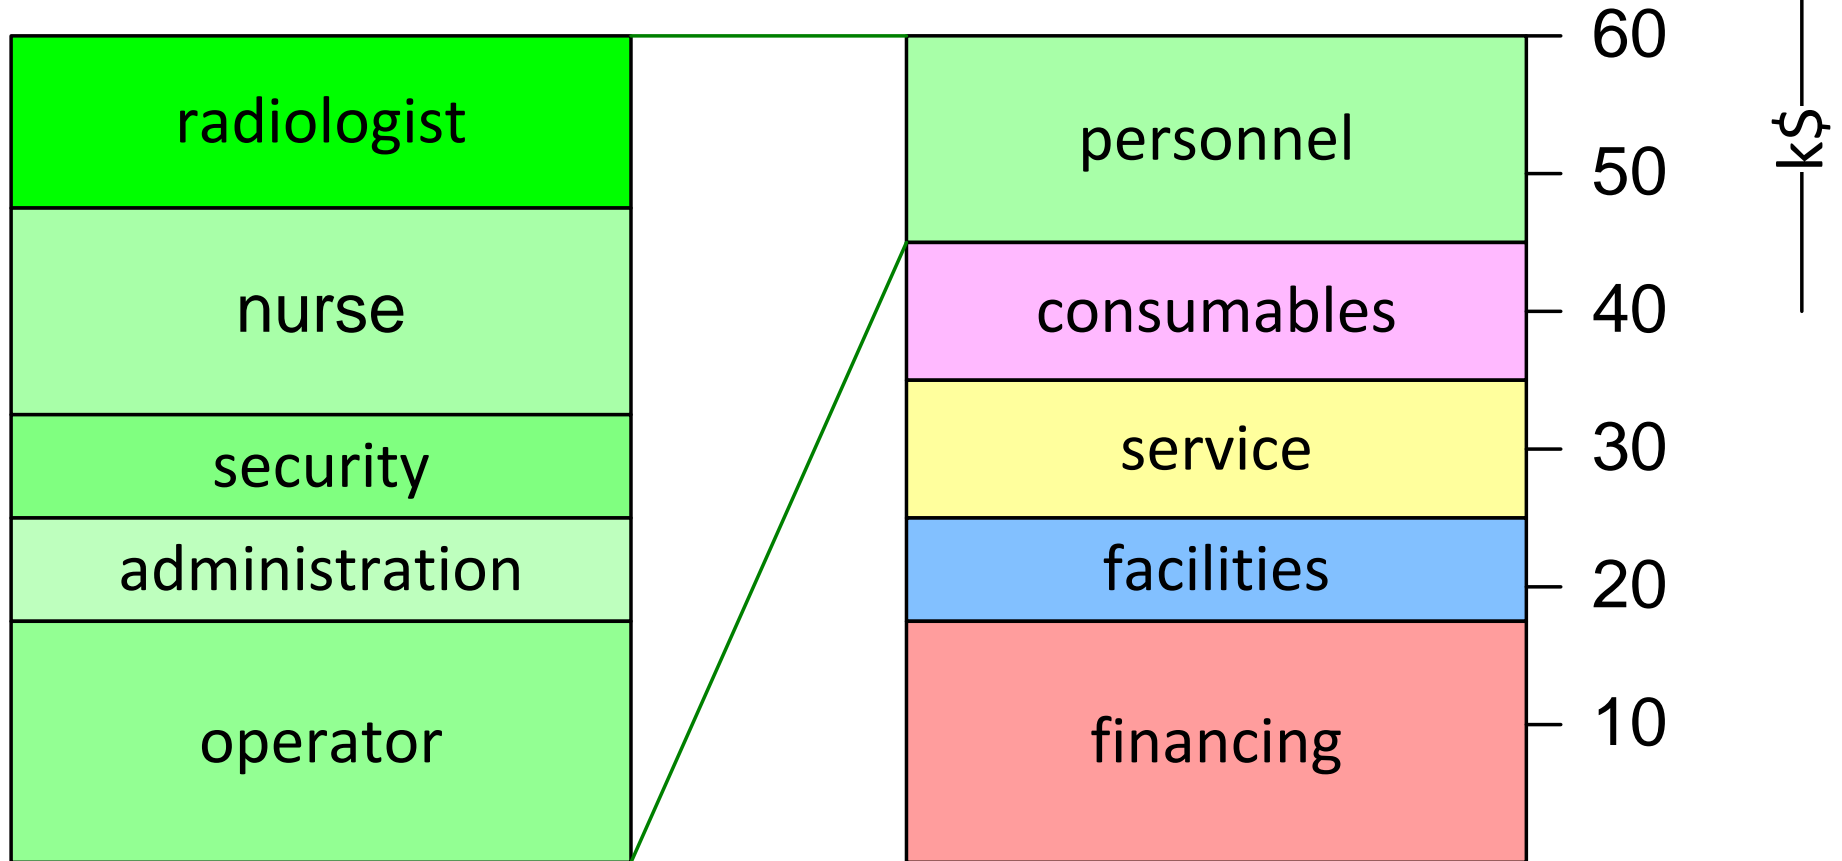 radiologist
nurse
security
administration
operator
personnel
consumables
service
facilities
financing
60
50
40
30
20
10
k$